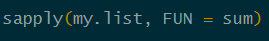 sapply(my.list, FUN = sum)